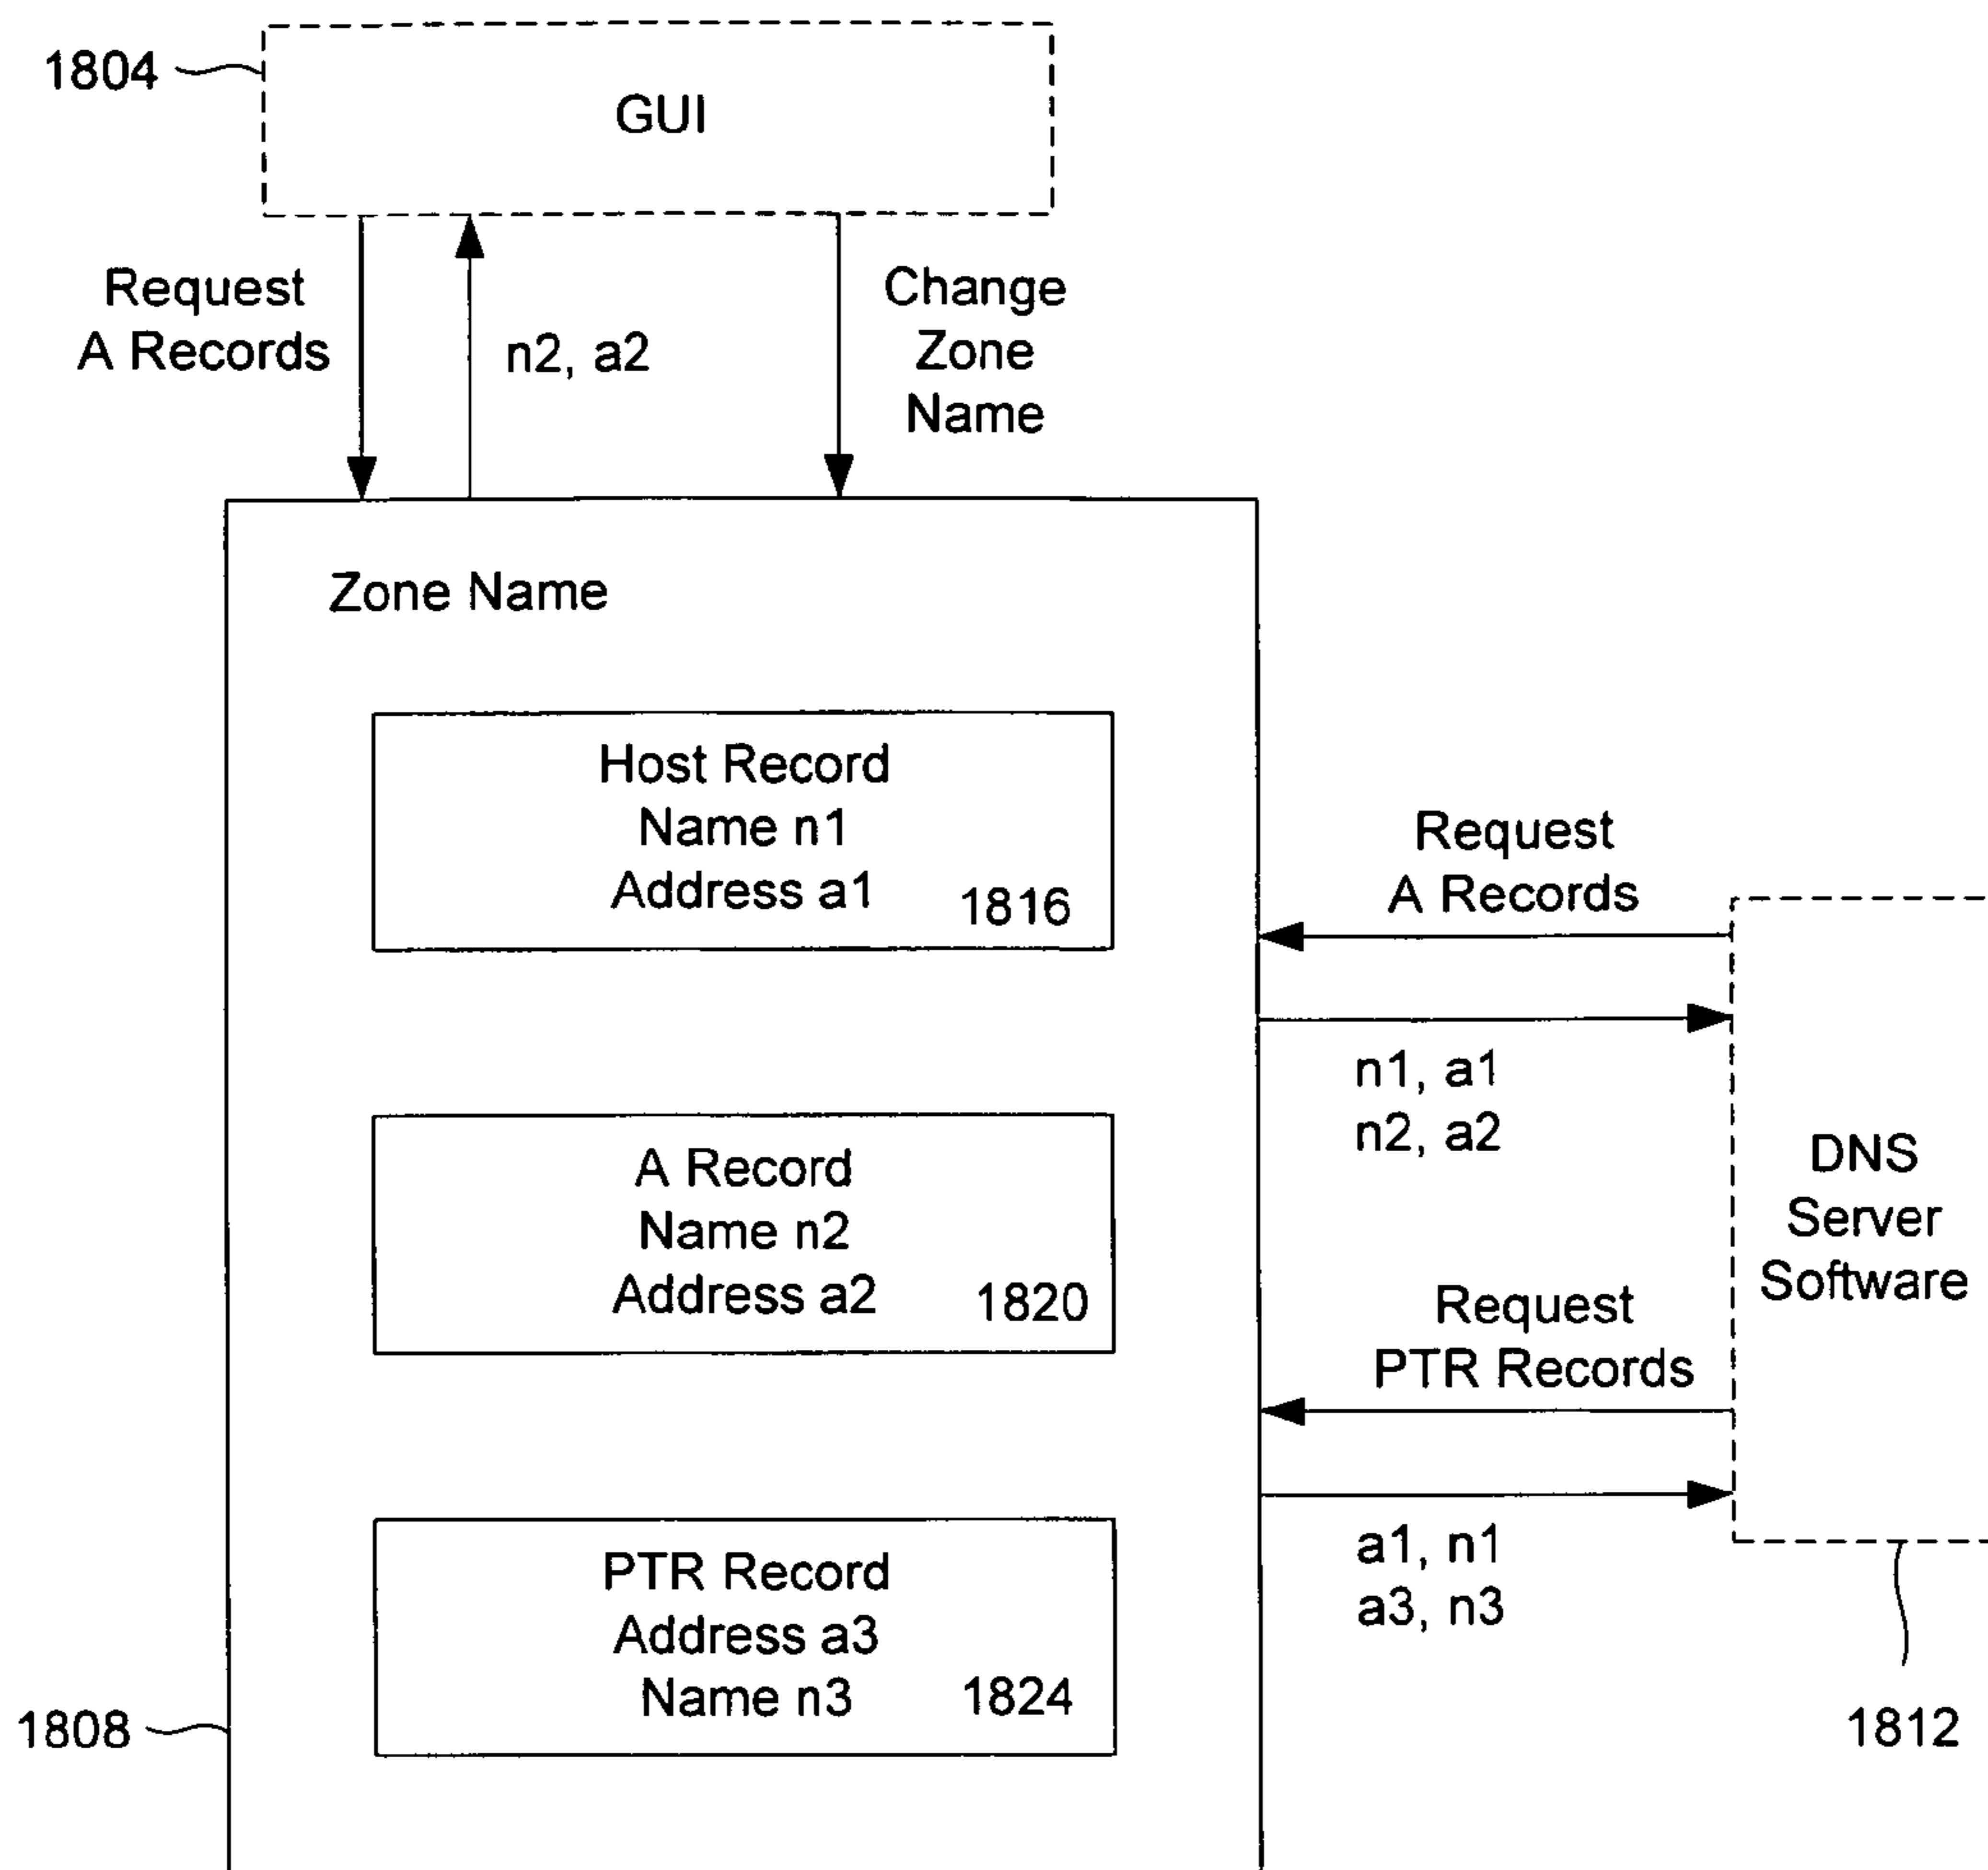 1804
GUI
Request
A Records
n2, a2
Change
Zone
Name
Zone Name
Host Record
Name n1
Address a1
1816
A Record
Name n2
Address a2
1820
PTR Record
Address a3
Name n3
1824
1808
Request
A Records
n1, a1
n2, a2
Request
PTR Records
a1, n1
a3, n3
DNS
Server
Software
1812